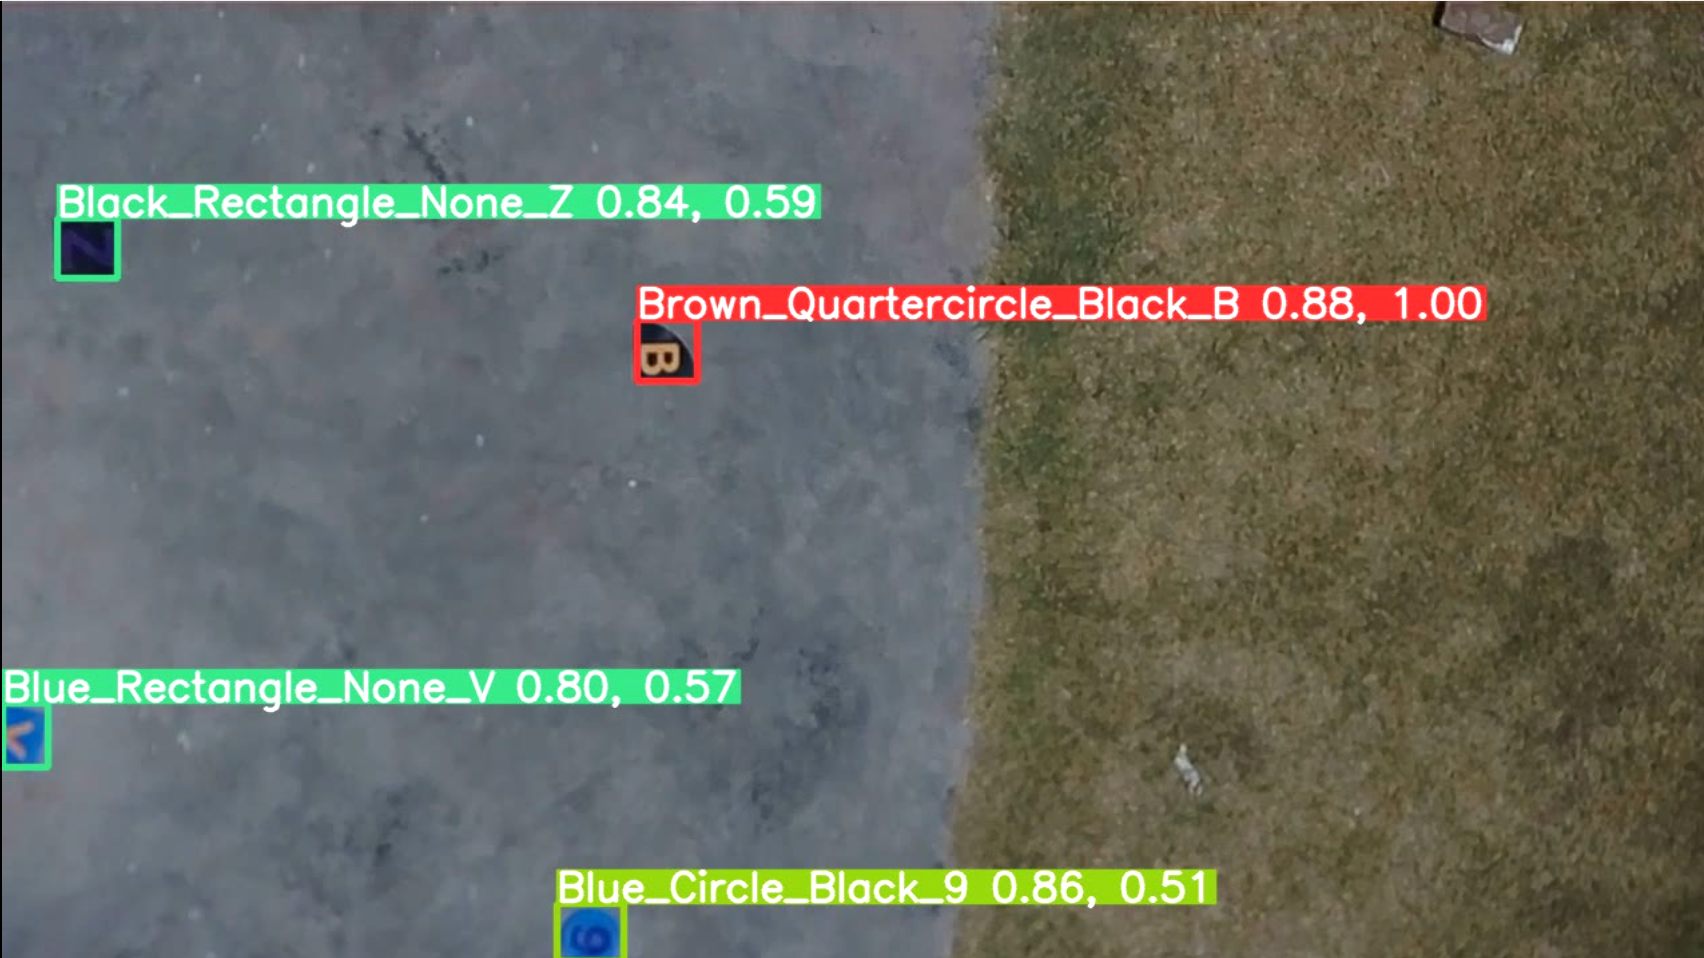 Black_Rectangle_None_Z 0.84, 0.59
Z
Brown_Quartercircle_Black_B 0.88, 1.00
B
Blue_Rectangle_None_V 0.80, 0.57
V
Blue_Circle_Black_9 0.86, 0.51
9